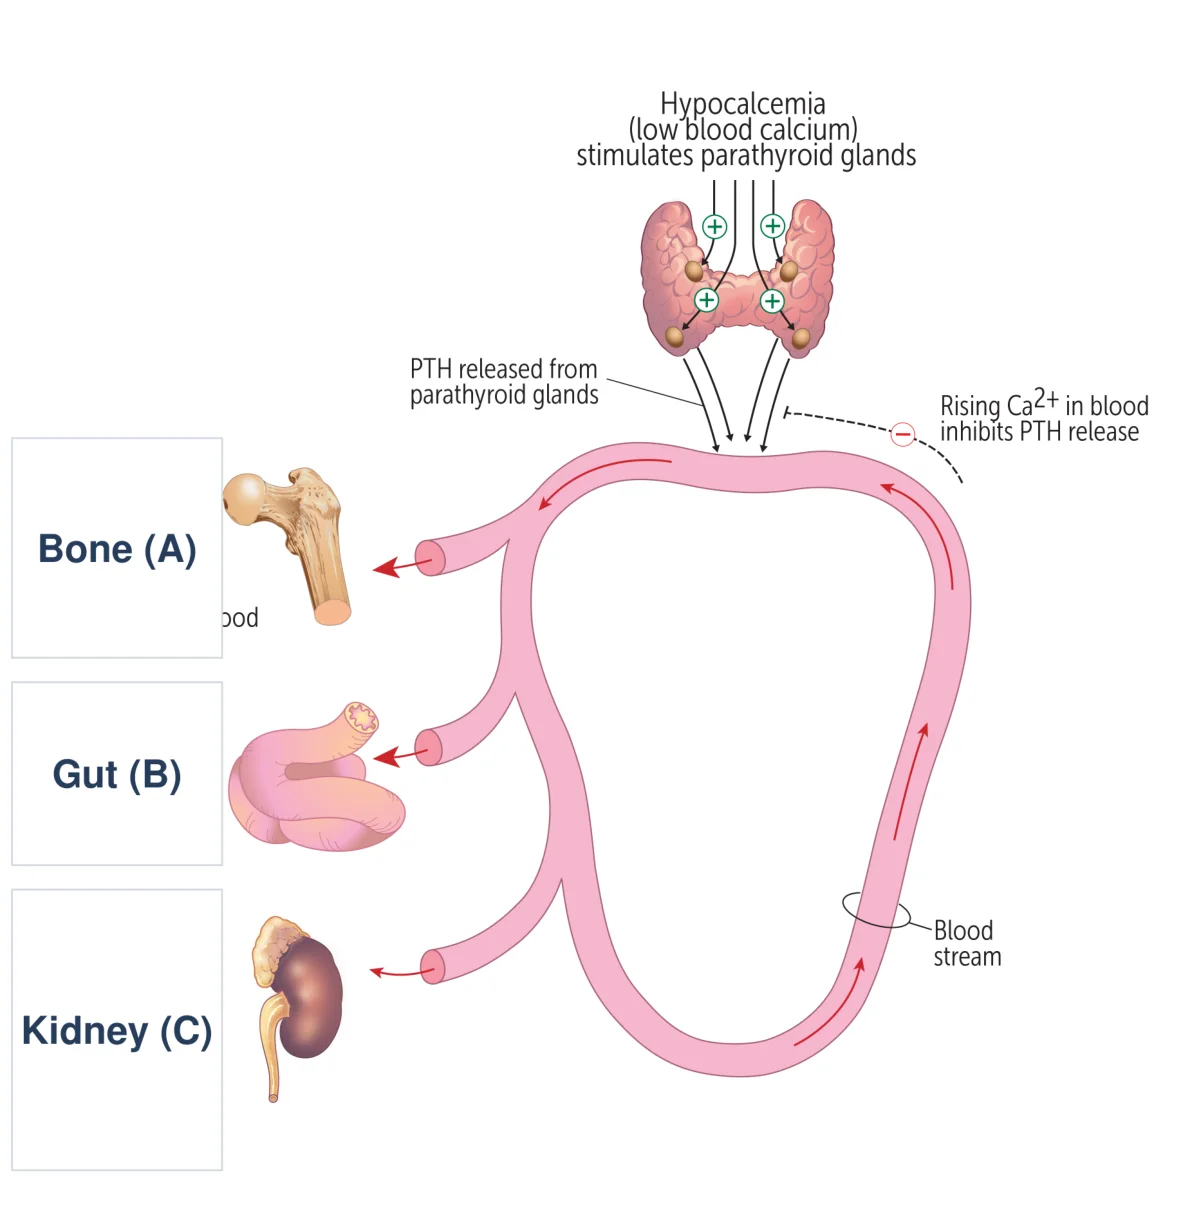 Hypocalcemia
(low blood calcium)
stimulates parathyroid glands
PTH released from
parathyroid glands
Rising Ca2+ in blood
inhibits PTH release
Bone (A)
ood
Gut (B)
Kidney (C)
Blood
stream